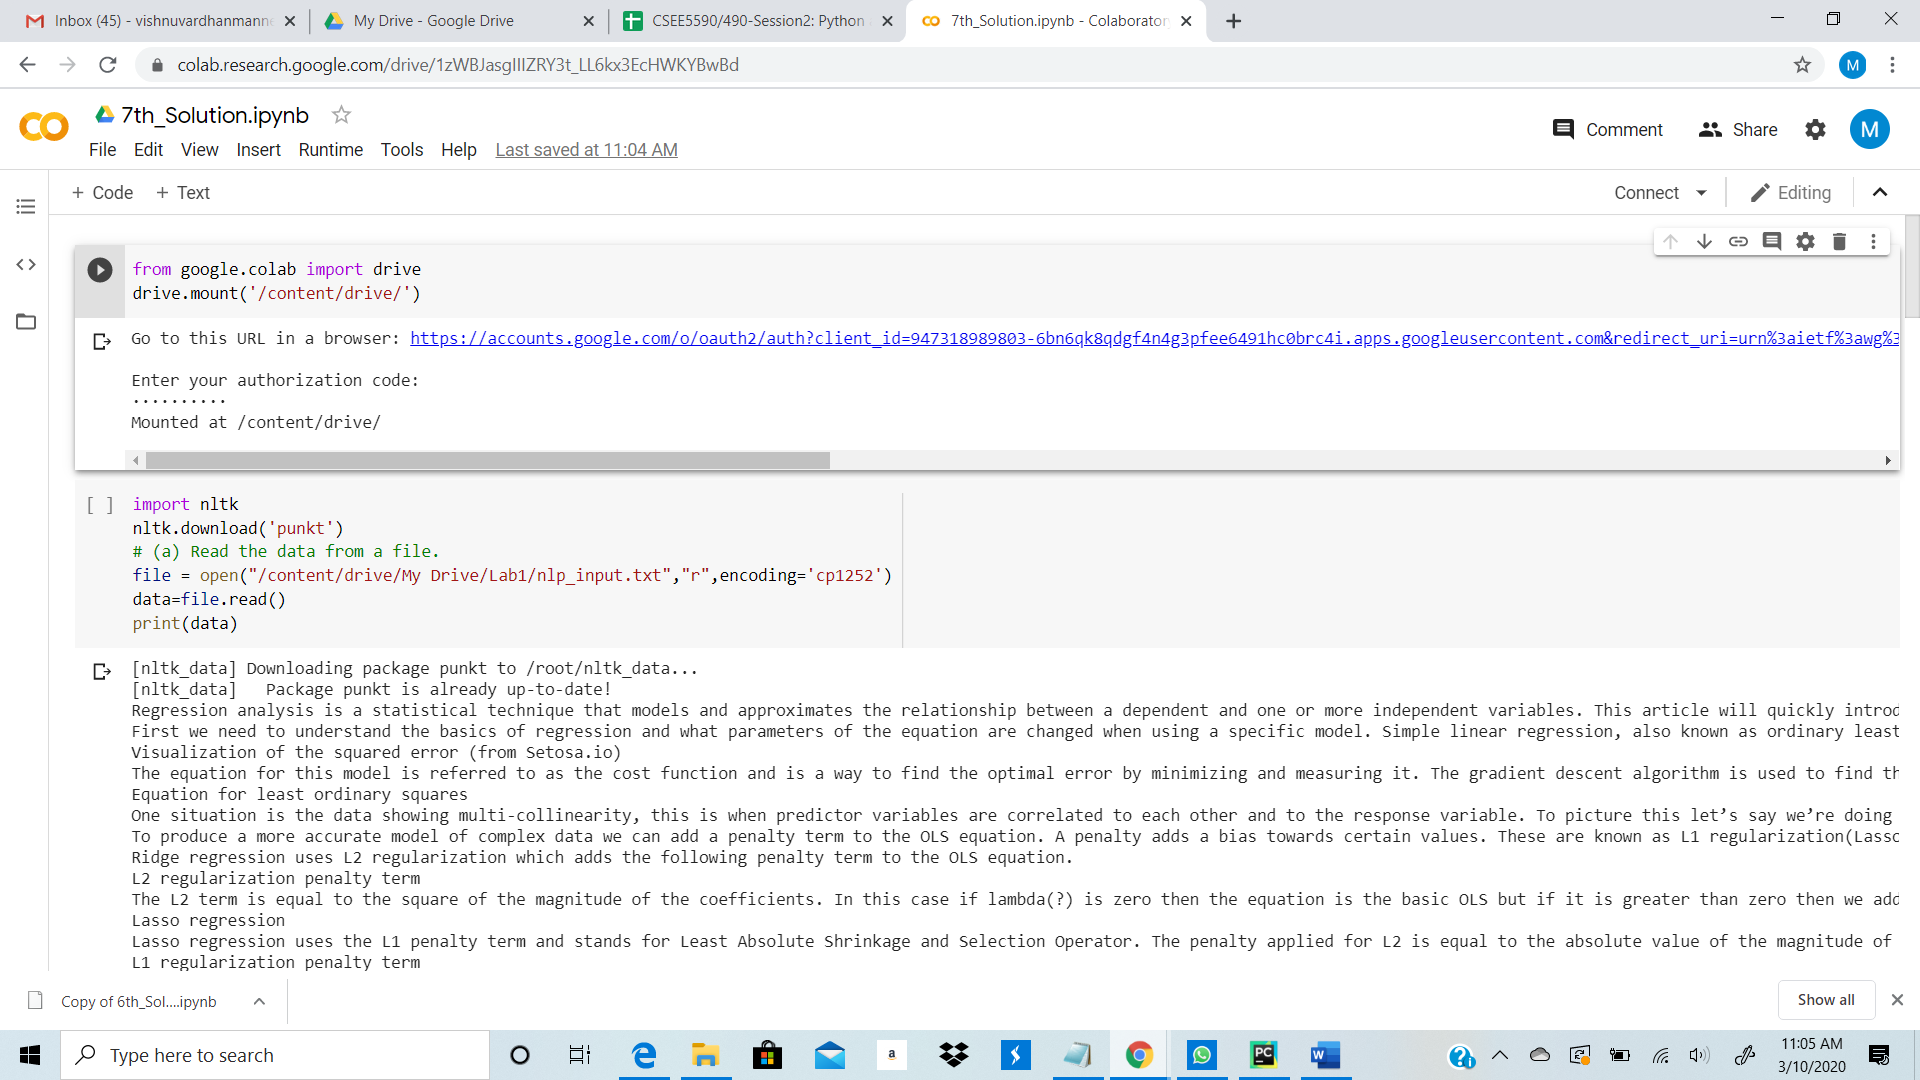 Inbox (45) - vishnuvardhanmann
My Drive - Google Drive
CSEE5590/490-Session2: Python
7th_Solution.ipynb - Colaborator
colab.research.google.com/drive/1zWBJasgIIIZRY3t_LL6kx3EcHWKYBwBd
M
7th_Solution.ipynb
Comment
Share
M
File Edit View Insert Runtime Tools Help Last saved at 11:04 AM
+ Code + Text
Connect
Editing
from google.colab import drive
drive.mount('/content/drive/')
Go to this URL in a browser: https://accounts.google.com/o/oauth2/auth?client_id=947318989803-6bn6qk8qdgf4n4g3pfee6491hc0brc4i.apps.googleusercontent.com&redirect_uri=urn%3aietf%3awg%3
Enter your authorization code:
··········
Mounted at /content/drive/
[ ] import nltk
nltk.download('punkt')
# (a) Read the data from a file.
file = open("/content/drive/My Drive/Lab1/nlp_input.txt","r",encoding='cp1252')
data=file.read()
print(data)
[nltk_data] Downloading package punkt to /root/nltk_data...
[nltk_data]   Package punkt is already up-to-date!
Regression analysis is a statistical technique that models and approximates the relationship between a dependent and one or more independent variables. This article will quickly introd
First we need to understand the basics of regression and what parameters of the equation are changed when using a specific model. Simple linear regression, also known as ordinary least
Visualization of the squared error (from Setosa.io)
The equation for this model is referred to as the cost function and is a way to find the optimal error by minimizing and measuring it. The gradient descent algorithm is used to find th
Equation for least ordinary squares
One situation is the data showing multi-collinearity, this is when predictor variables are correlated to each other and to the response variable. To picture this let’s say we’re doing
To produce a more accurate model of complex data we can add a penalty term to the OLS equation. A penalty adds a bias towards certain values. These are known as L1 regularization(Lasso
Ridge regression uses L2 regularization which adds the following penalty term to the OLS equation.
L2 regularization penalty term
The L2 term is equal to the square of the magnitude of the coefficients. In this case if lambda(?) is zero then the equation is the basic OLS but if it is greater than zero then we add
Lasso regression
Lasso regression uses the L1 penalty term and stands for Least Absolute Shrinkage and Selection Operator. The penalty applied for L2 is equal to the absolute value of the magnitude of
L1 regularization penalty term
Copy of 6th_Sol....ipynb
Show all
Type here to search
11:05 AM
3/10/2020